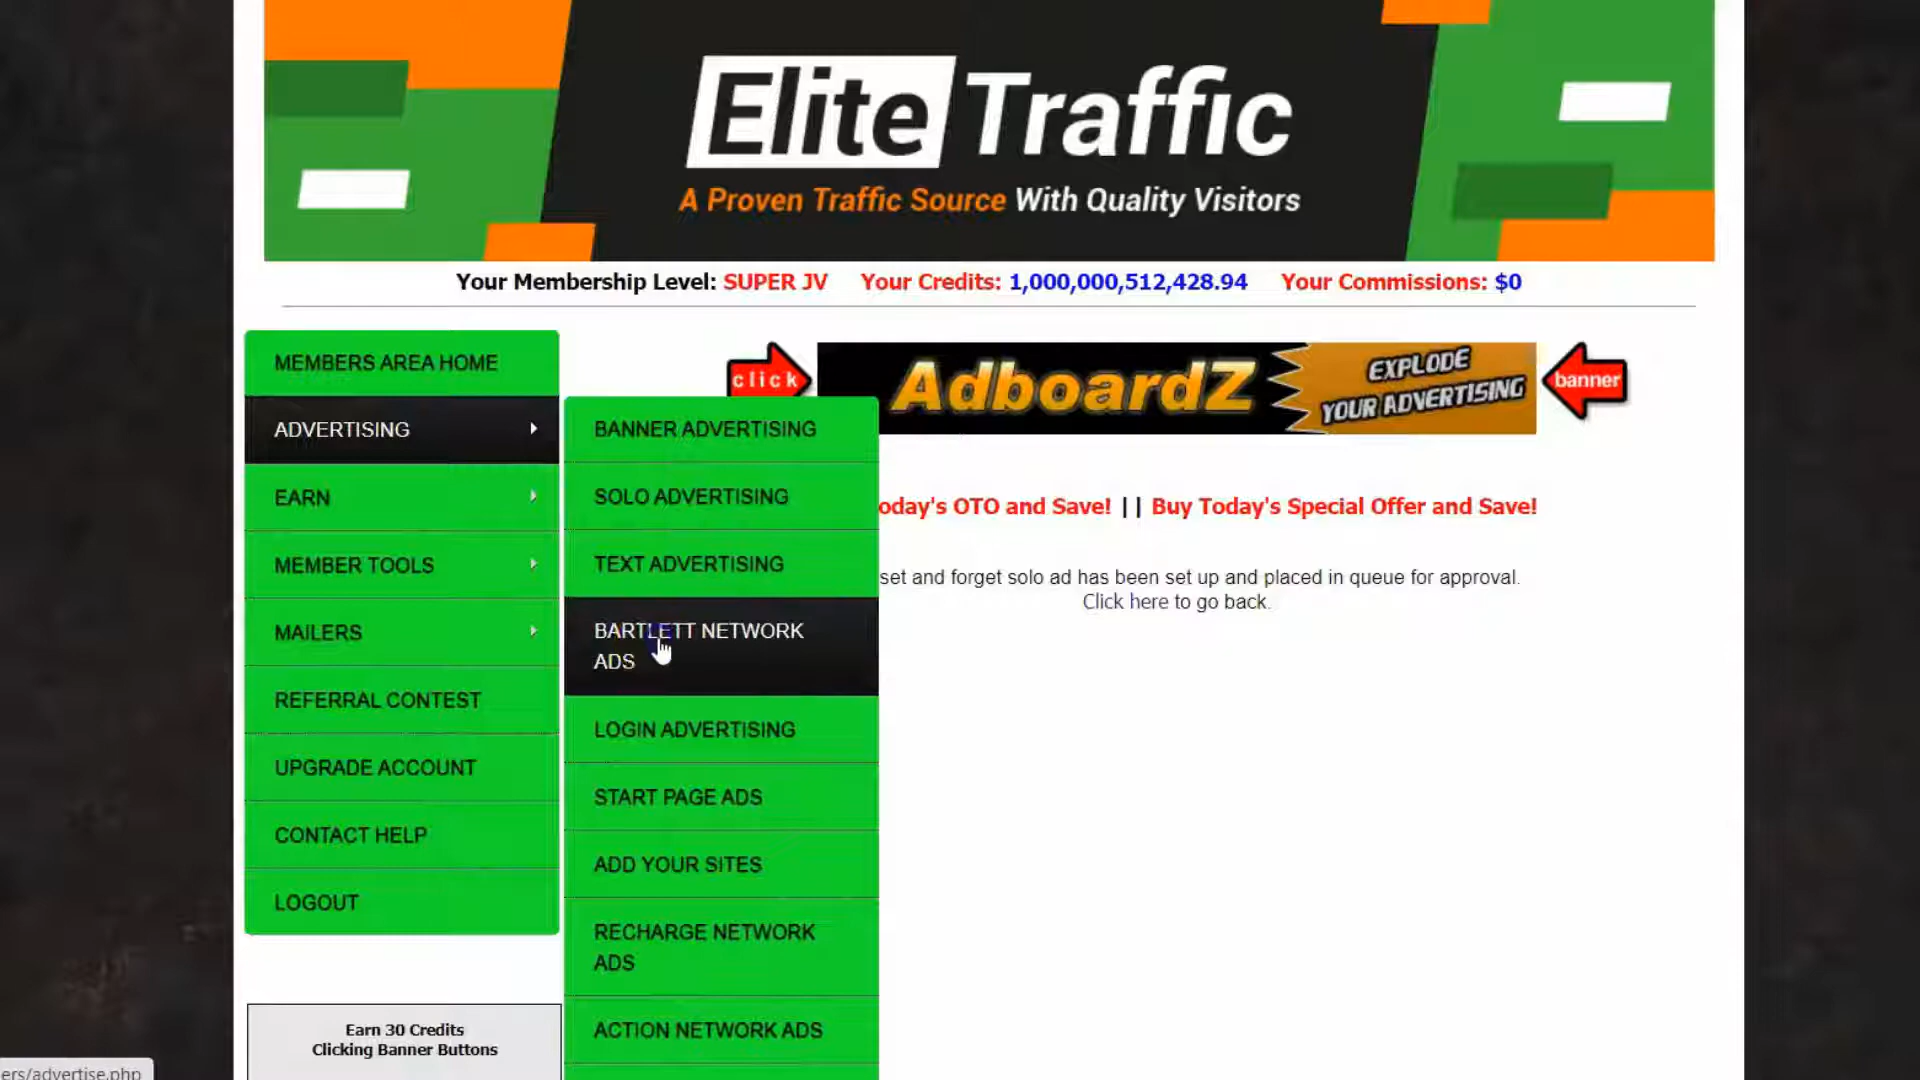 Elite Traffic
A Proven Traffic Source With Quality Visitors
Your Membership Level: SUPER JV Your Credits: 1,000,000,512,428.94 Your Commissions: $0
MEMBERS AREA HOME
ADVERTISING
EARN
MEMBER TOOLS
MAILERS
REFERRAL CONTEST
UPGRADE ACCOUNT
CONTACT HELP
LOGOUT
BANNER ADVERTISING
SOLO ADVERTISING
TEXT ADVERTISING
BARTLETT NETWORK
ADS
LOGIN ADVERTISING
START PAGE ADS
ADD YOUR SITES
RECHARGE NETWORK
ADS
ACTION NETWORK ADS
click
AdboardZ
EXPLODE
YOUR ADVERTISING
banner
oday's OTO and Save! || Buy Today's Special Offer and Save!
set and forget solo ad has been set up and placed in queue for approval.
Click here to go back.
Earn 30 Credits
Clicking Banner Buttons
ers/advertise.php